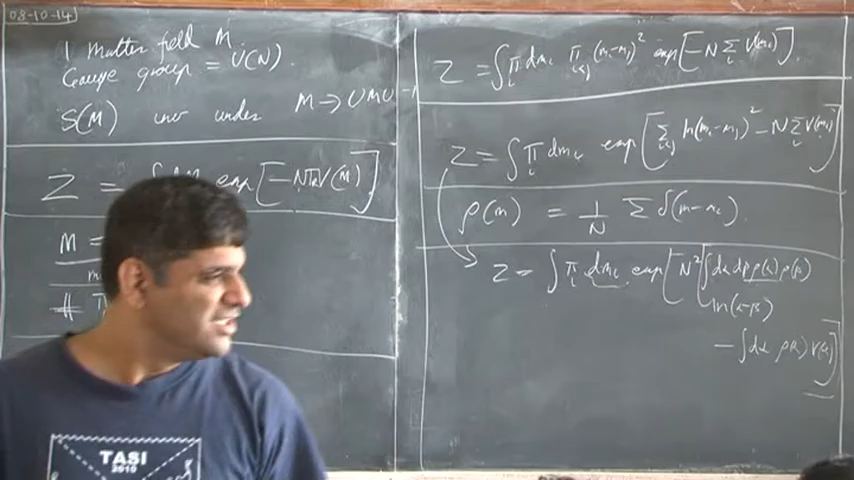 08-10-14
1 matter field M
Gauge group = U(N).
S(M) inv under M → U M U⁻¹
Z = exp[-N Tr V(M)]
M =
Z = ∫ ∏_i dm_i ∏_{i<j} (m_i - m_j)² exp[-N Σ_i V(m_i)].
Z = ∫ ∏_i dm_i exp[Σ_{i<j} ln(m_i - m_j)² - N Σ_i V(m_i)]
ρ(m) = 1/N Σ δ(m - m_i).
Z = ∫ ∏_i dm_i exp[N²[∫ dα dβ ρ(α) ρ(β)
ln(α-β)
- ∫ dα ρ(α) V(α)]
TASI
2010